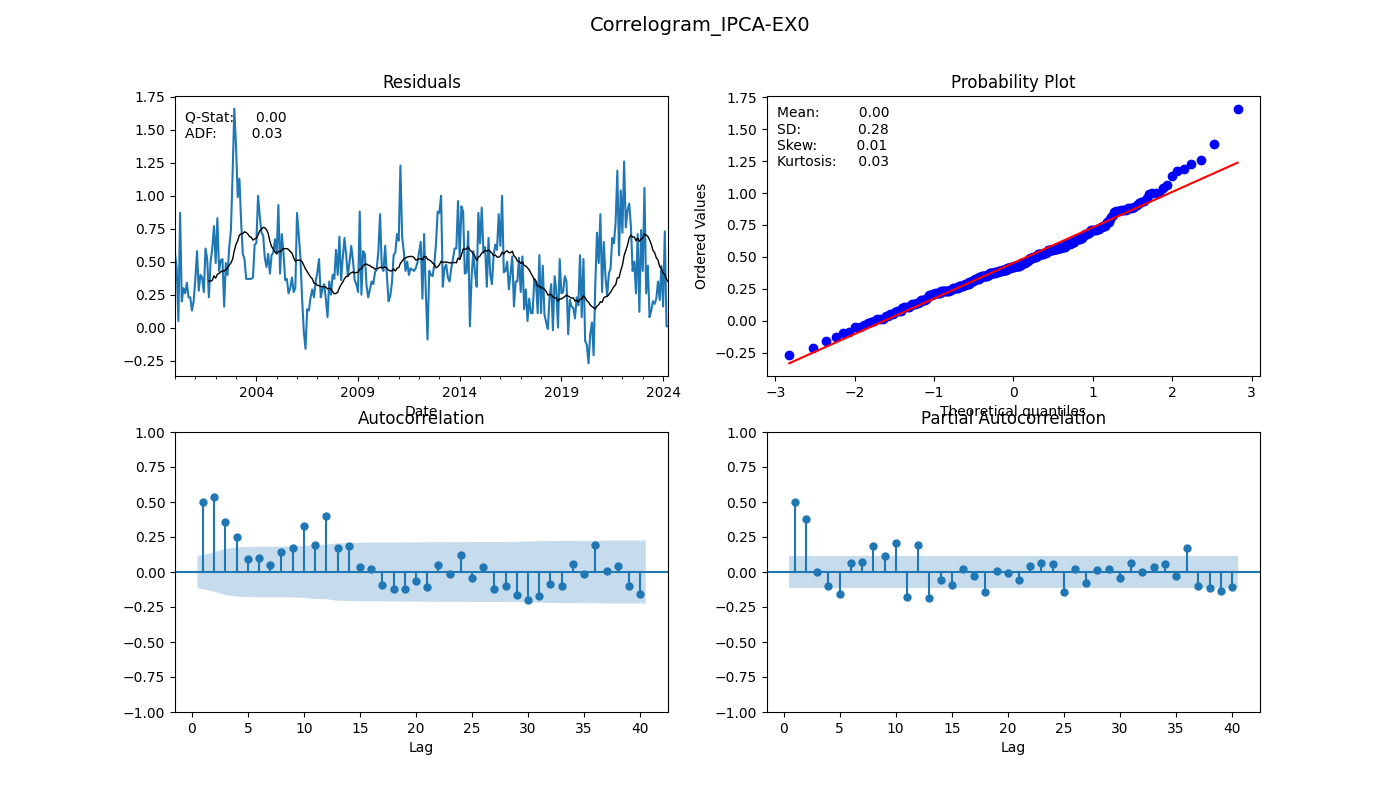 Correlogram_IPCA-EX0
Residuals
1.75
1.50
1.25
1.00
0.75
0.50
0.25
0.00
−0.25
Q-Stat: 0.00
ADF: 0.03
2004 2009 2014 2019 2024
Date
Probability Plot
Ordered Values
1.75
1.50
1.25
1.00
0.75
0.50
0.25
0.00
−0.25
Mean: 0.00
SD: 0.28
Skew: 0.01
Kurtosis: 0.03
−3 −2 −1 0 1 2 3
Theoretical quantiles
Autocorrelation
1.00
0.75
0.50
0.25
0.00
−0.25
−0.50
−0.75
−1.00
0 5 10 15 20 25 30 35 40
Lag
Partial Autocorrelation
1.00
0.75
0.50
0.25
0.00
−0.25
−0.50
−0.75
−1.00
0 5 10 15 20 25 30 35 40
Lag